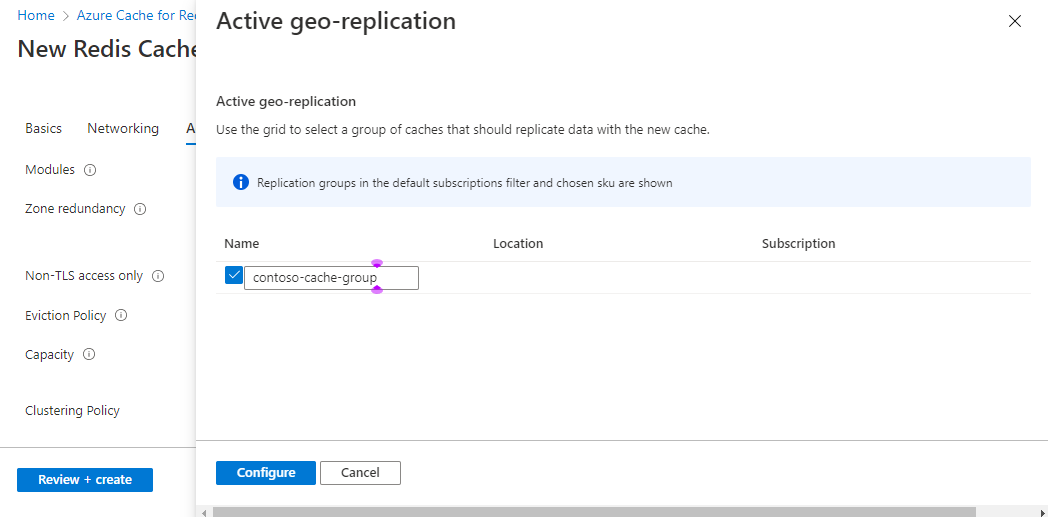 Home > Azure Cache for Re
New Redis Cache
Basics Networking A
Modules
Zone redundancy
Non-TLS access only
Eviction Policy
Capacity
Clustering Policy
Review + create
Active geo-replication
Active geo-replication
Use the grid to select a group of caches that should replicate data with the new cache.
Replication groups in the default subscriptions filter and chosen sku are shown
Name Location Subscription
contoso-cache-group
Configure Cancel